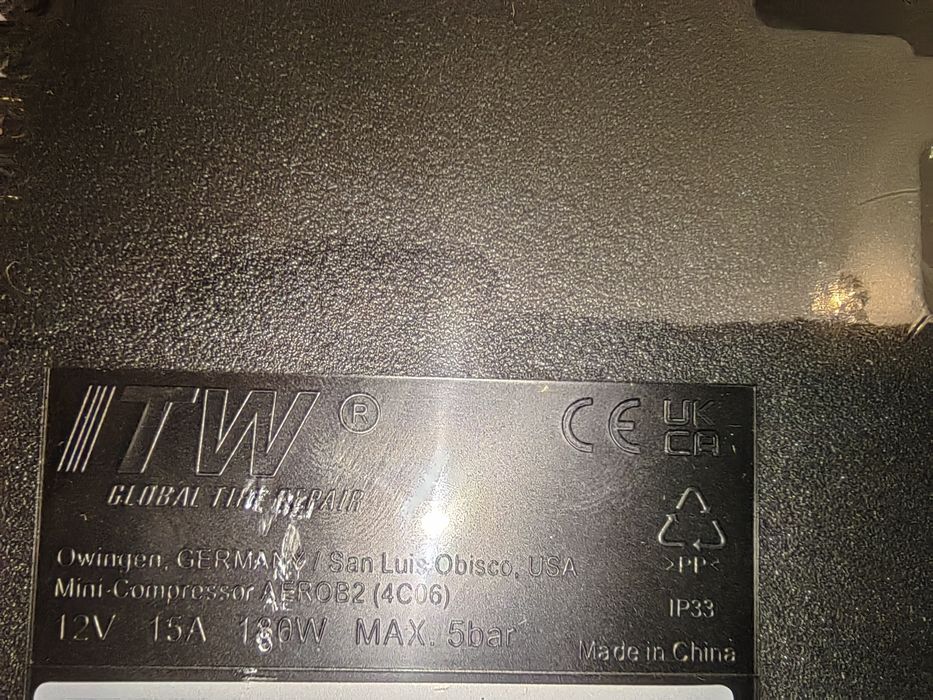 ITW ®
GLOBAL TIRE REPAIR
CE UK CA
Owingen, GERMANY / San Luis Obisco, USA
>PP<
Mini-Compressor AEROB2 (4C06)
IP33
12V 15A 180W MAX. 5bar
Made in China